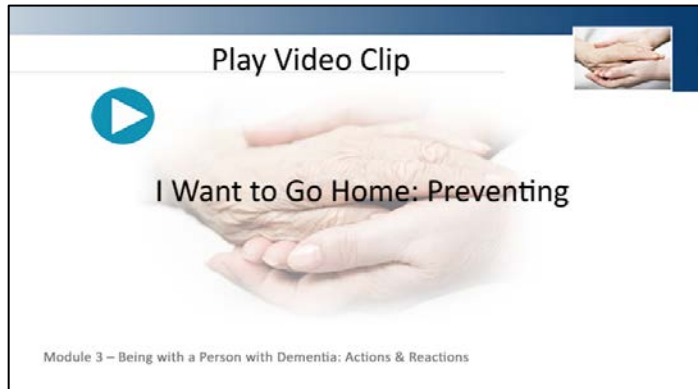 Play Video Clip
I Want to Go Home: Preventing
Module 3 – Being with a Person with Dementia: Actions & Reactions